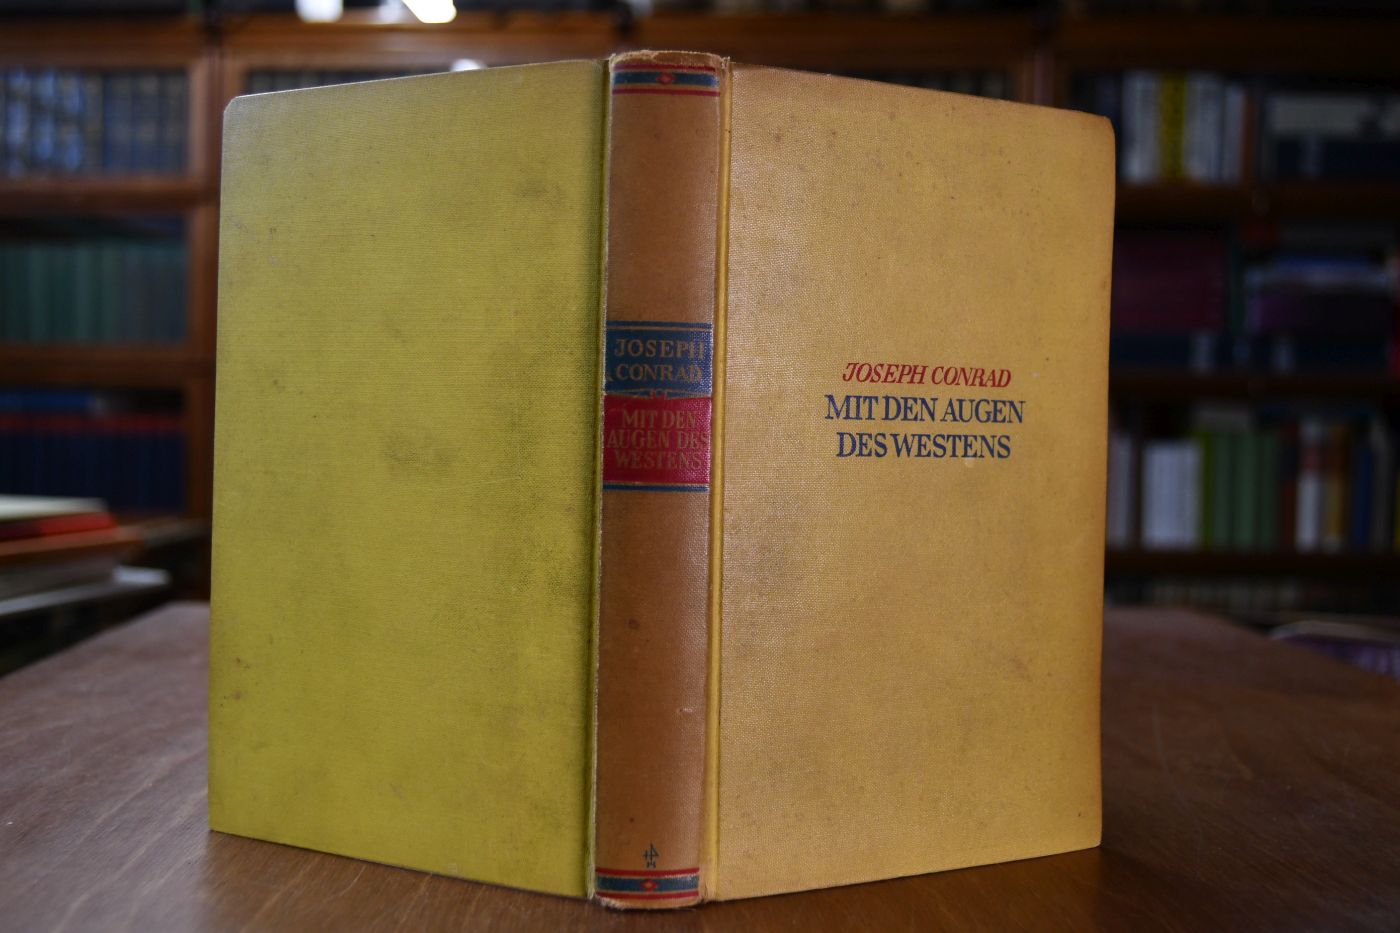 JOSEPH
CONRAD
MIT DEN
AUGEN DES
WESTENS
JOSEPH CONRAD
MIT DEN AUGEN
DES WESTENS